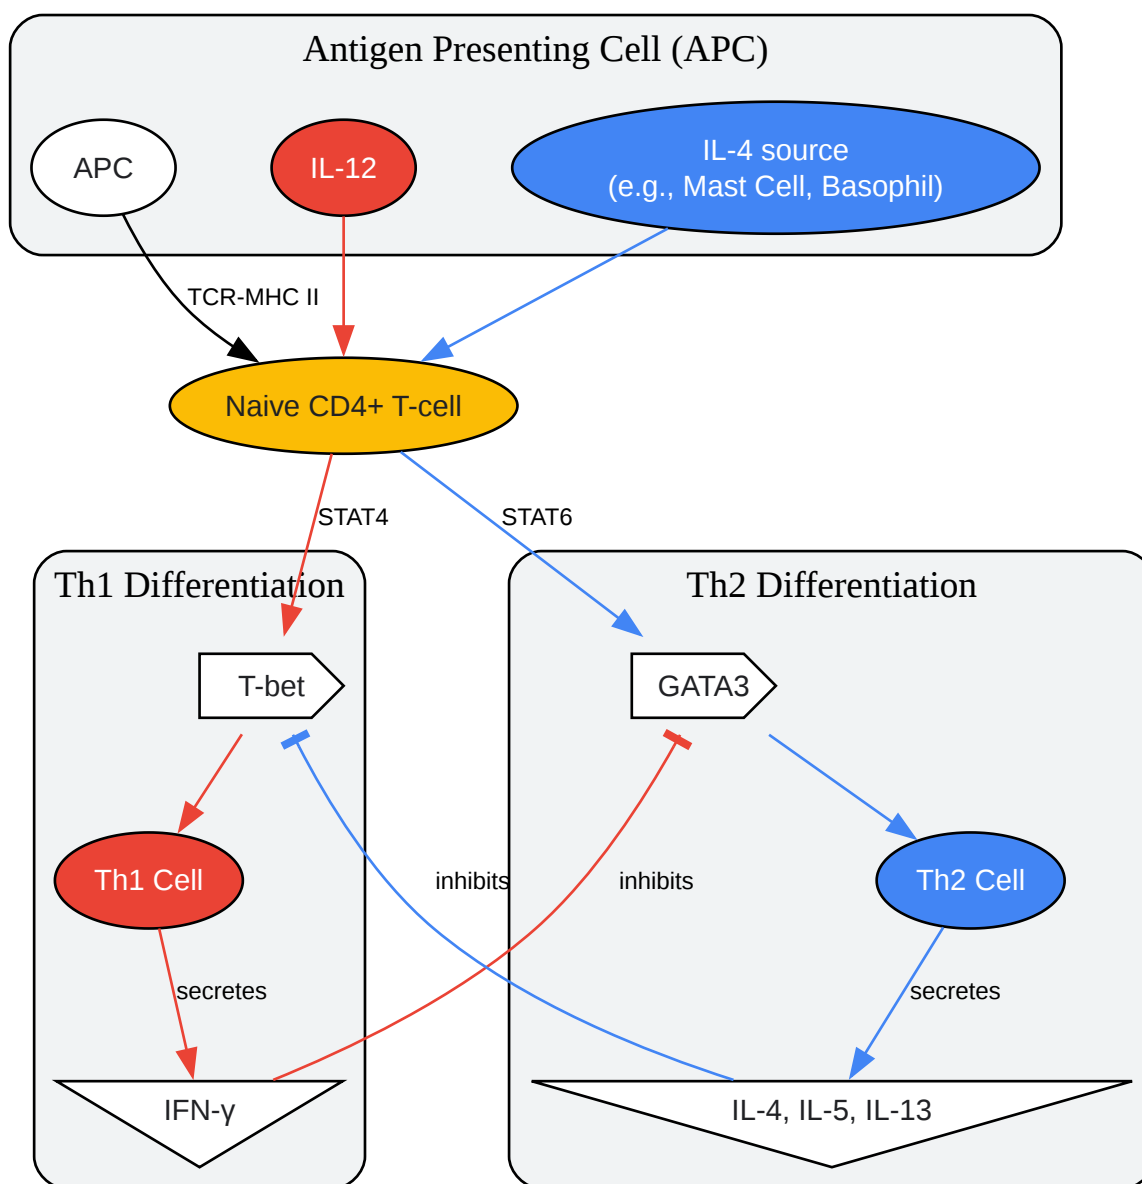 Antigen Presenting Cell (APC)
APC
IL-12
IL-4 source
(e.g., Mast Cell, Basophil)
TCR-MHC II
Naive CD4+ T-cell
STAT4
STAT6
Th1 Differentiation
Th2 Differentiation
T-bet
GATA3
Th1 Cell
inhibits
inhibits
Th2 Cell
secretes
secretes
IFN-γ
IL-4, IL-5, IL-13